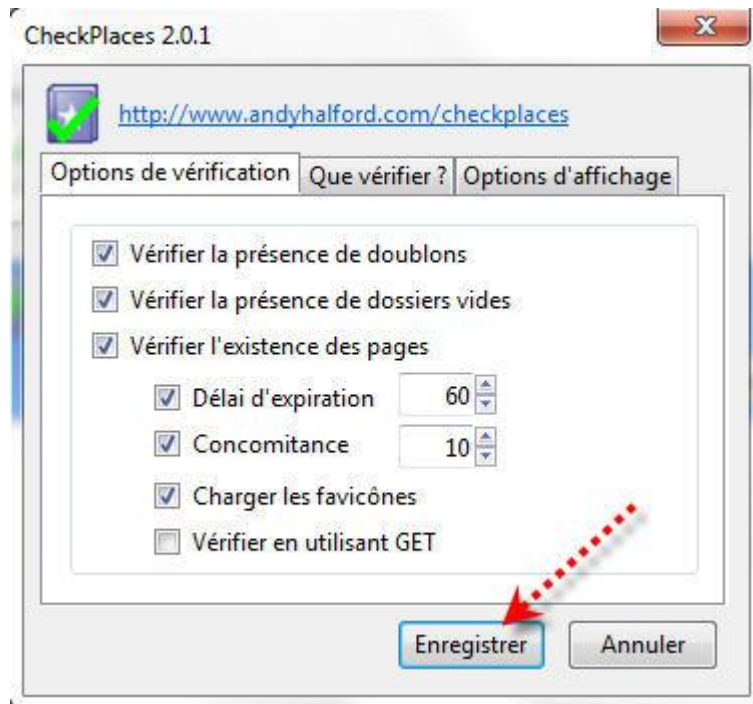 CheckPlaces 2.0.1
http://www.andyhalford.com/checkplaces
Options de vérification Que vérifier ? Options d'affichage
Vérifier la présence de doublons
Vérifier la présence de dossiers vides
Vérifier l'existence des pages
Délai d'expiration 60
Concomitance 10
Charger les favicônes
Vérifier en utilisant GET
Enregistrer Annuler